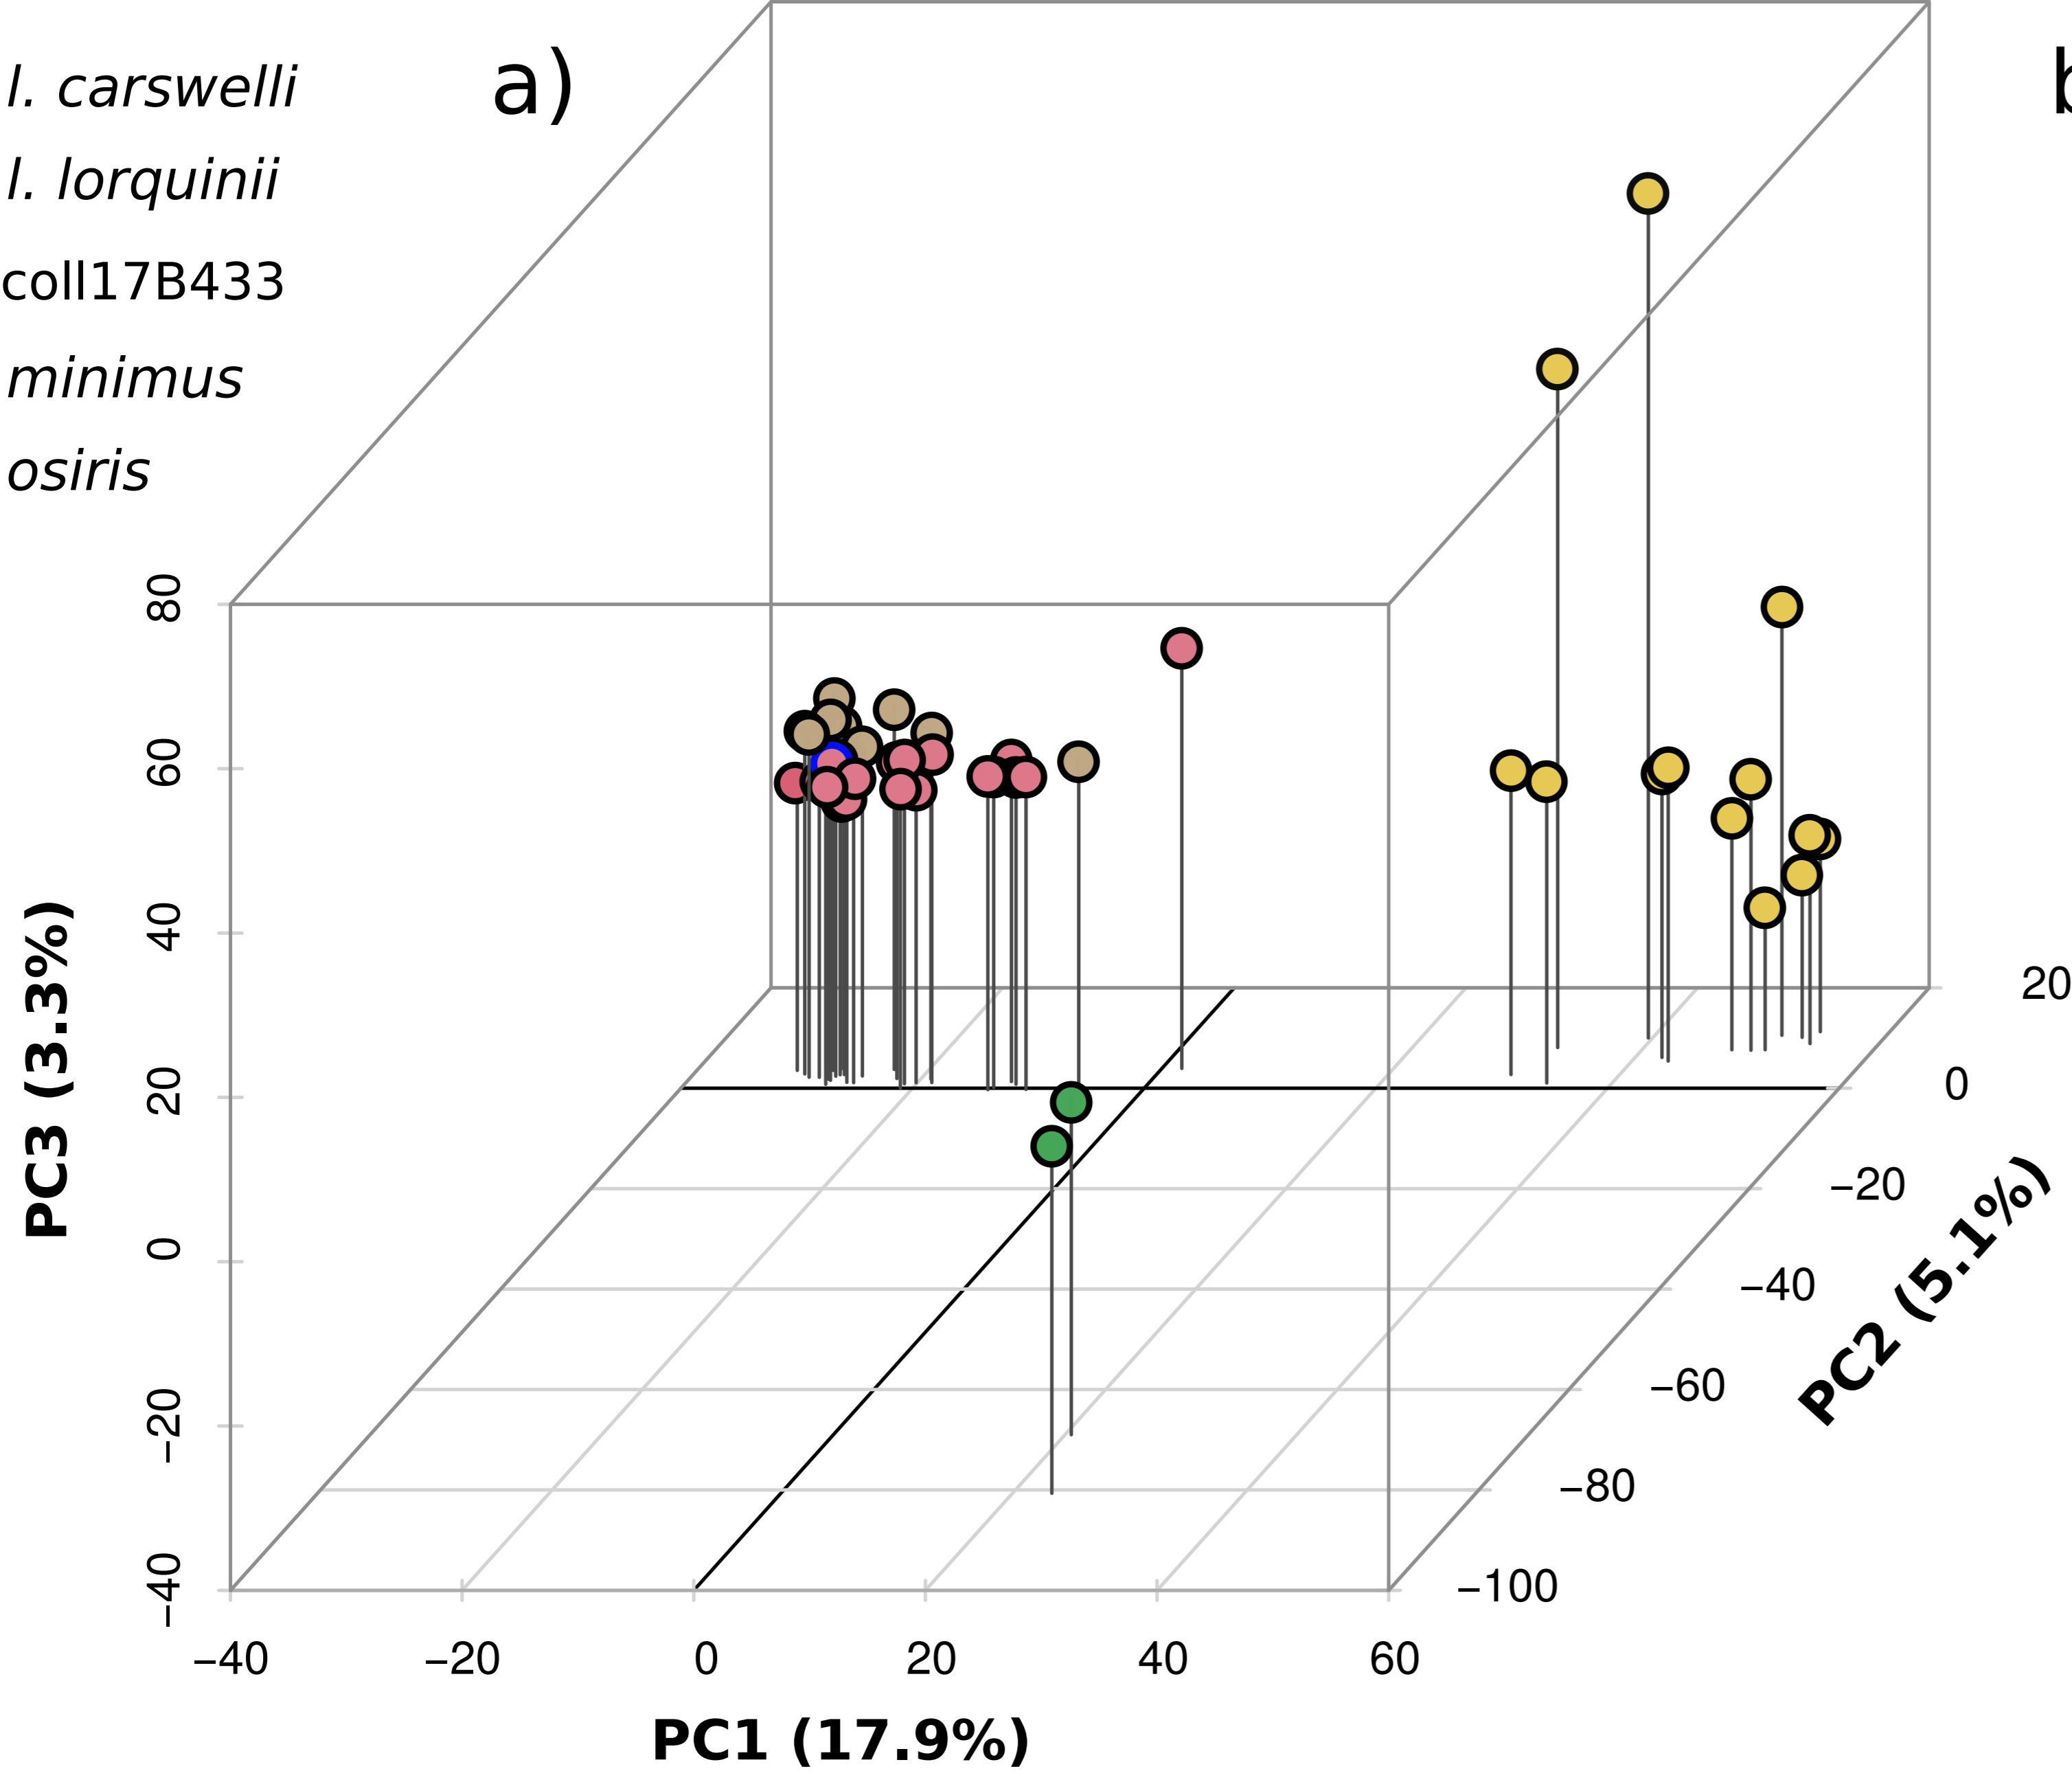 I. carswelli
I. lorquinii
coll17B433
minimus
osiris
a)
b
80
60
40
20
0
−20
−40
PC3 (3.3%)
20
0
−20
−40
−60
−80
−100
PC2 (5.1%)
−40
−20
0
20
40
60
PC1 (17.9%)